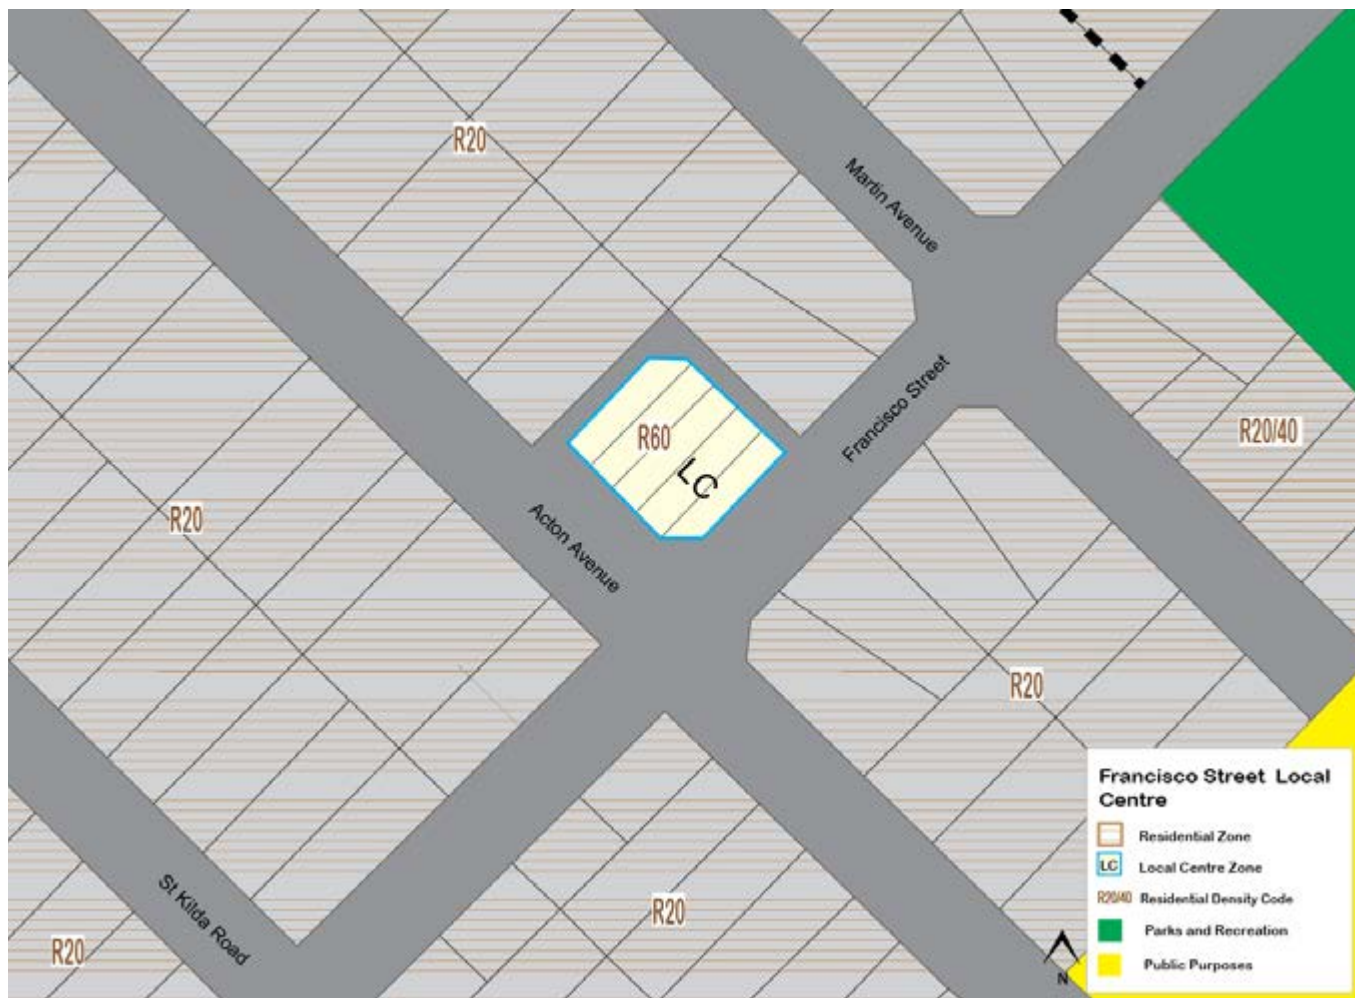 R20
Martin Avenue
Francisco Street
R60
LC
R20/40
Acton Avenue
R20
R20
St Kilda Road
R20
R20
Francisco Street Local
Centre
Residential Zone
LC Local Centre Zone
R20/40 Residential Density Code
Parks and Recreation
Public Purposes
N